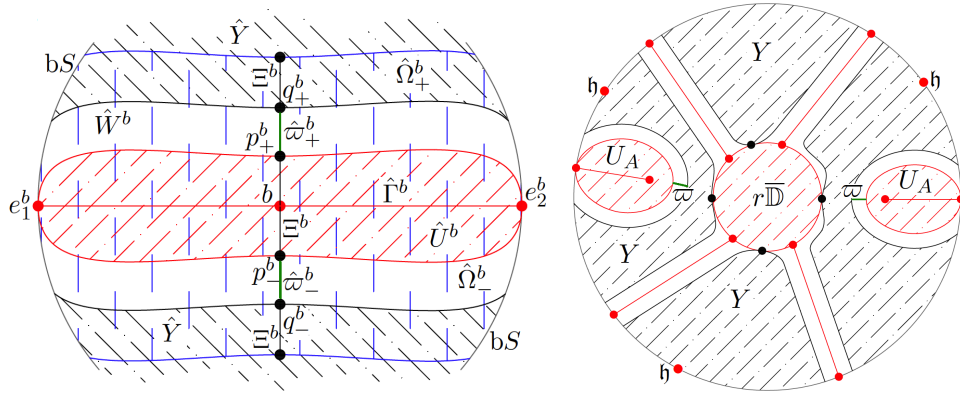 Ŷ
bS
Ξ^b
Ω̂^b_+
q^b_+
Ŵ^b
p^b_+
ϖ̂^b_+
b
Γ̂^b
e^b_1
e^b_2
Ξ^b
Û^b
p^b_-
ϖ̂^b_-
Ω̂^b_-
q^b_-
Ŷ
Ξ^b
bS
Y
𝔥
𝔥
U_A
ϖ
r𝔻̅
ϖ
U_A
Y
Y
𝔥